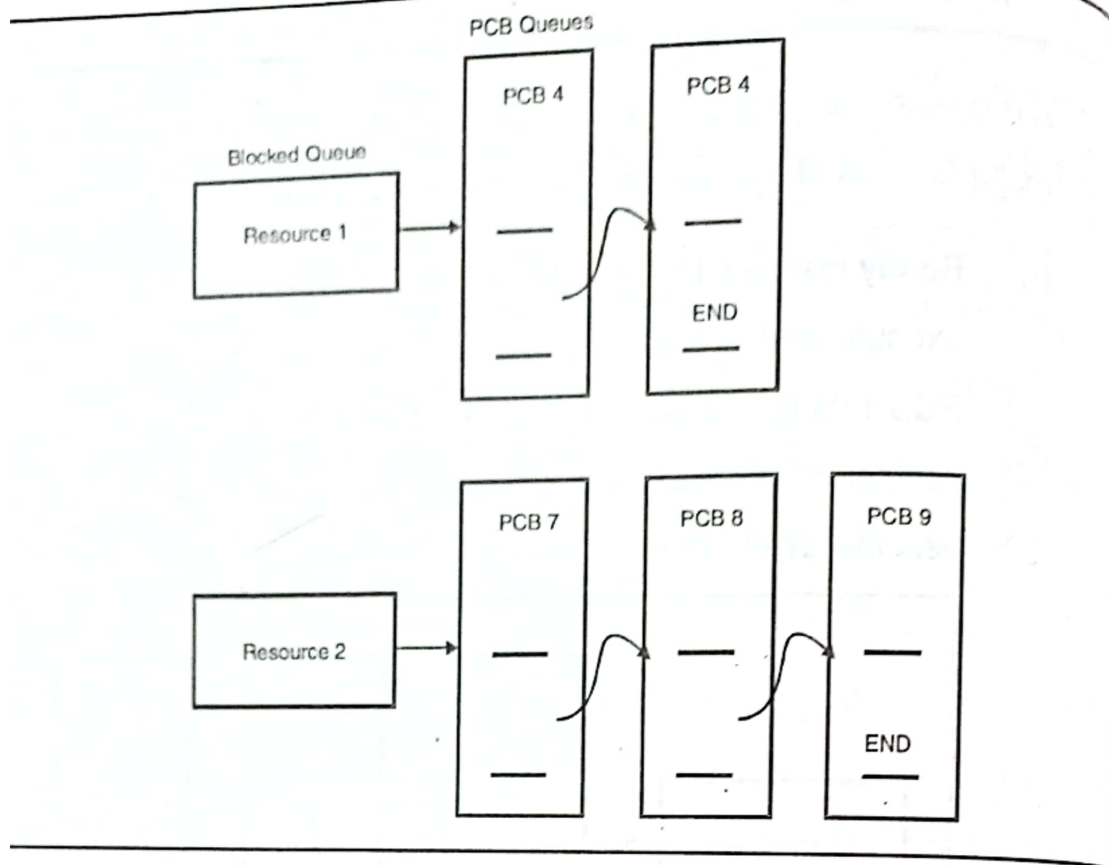 PCB Queues
PCB 4
PCB 4
Blocked Queue
Resource 1
END
PCB 7
PCB 8
PCB 9
Resource 2
END